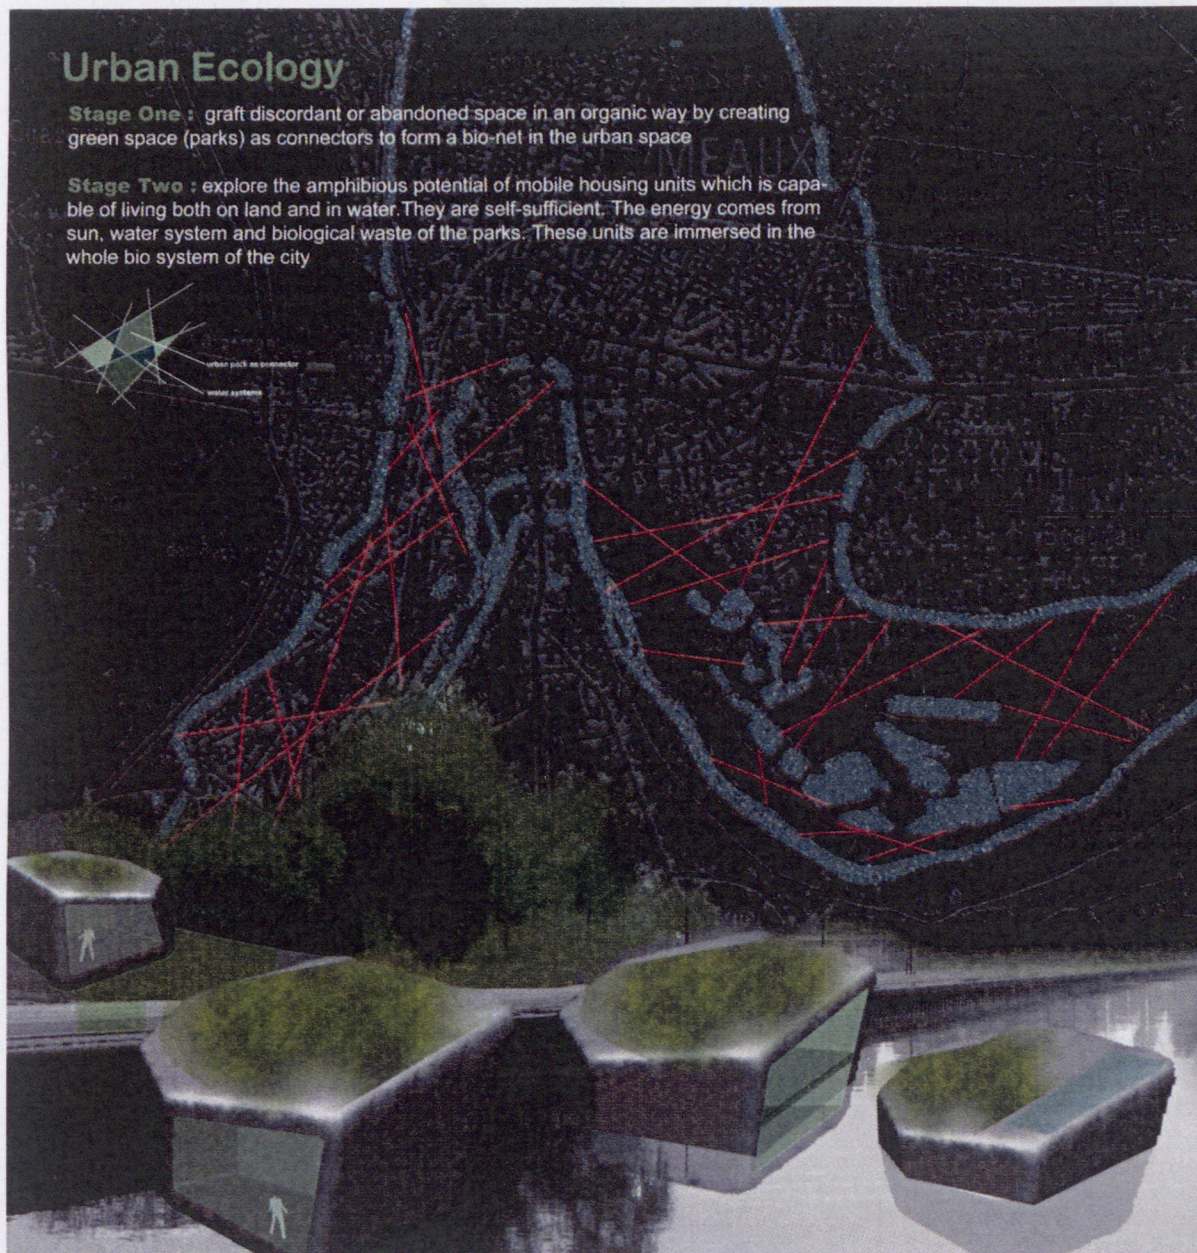 Urban Ecology
Stage One : graft discordant or abandoned space in an organic way by creating
green space (parks) as connectors to form a bio-net in the urban space
MEAUX
Stage Two : explore the amphibious potential of mobile housing units which is capa-
ble of living both on land and in water.They are self-sufficient. The energy comes from
sun, water system and biological waste of the parks. These units are immersed in the
whole bio system of the city
urban park as connector
water systems